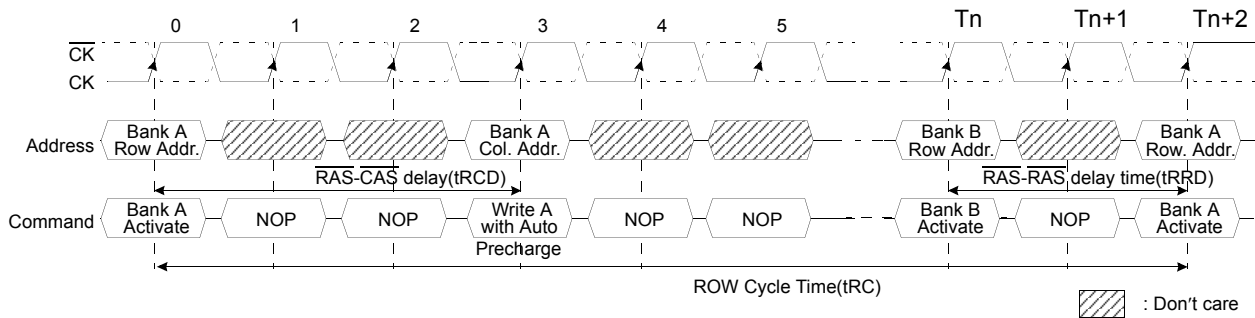 0 1 2 3 4 5 Tn Tn+1 Tn+2
CK
CK
Address
Bank A
Row Addr.
Bank A
Col. Addr.
Bank B
Row Addr.
Bank A
Row. Addr.
RAS-CAS delay(tRCD)
RAS-RAS delay time(tRRD)
Command
Bank A
Activate
NOP
NOP
Write A
with Auto
Precharge
NOP
NOP
Bank B
Activate
NOP
Bank A
Activate
ROW Cycle Time(tRC)
: Don't care